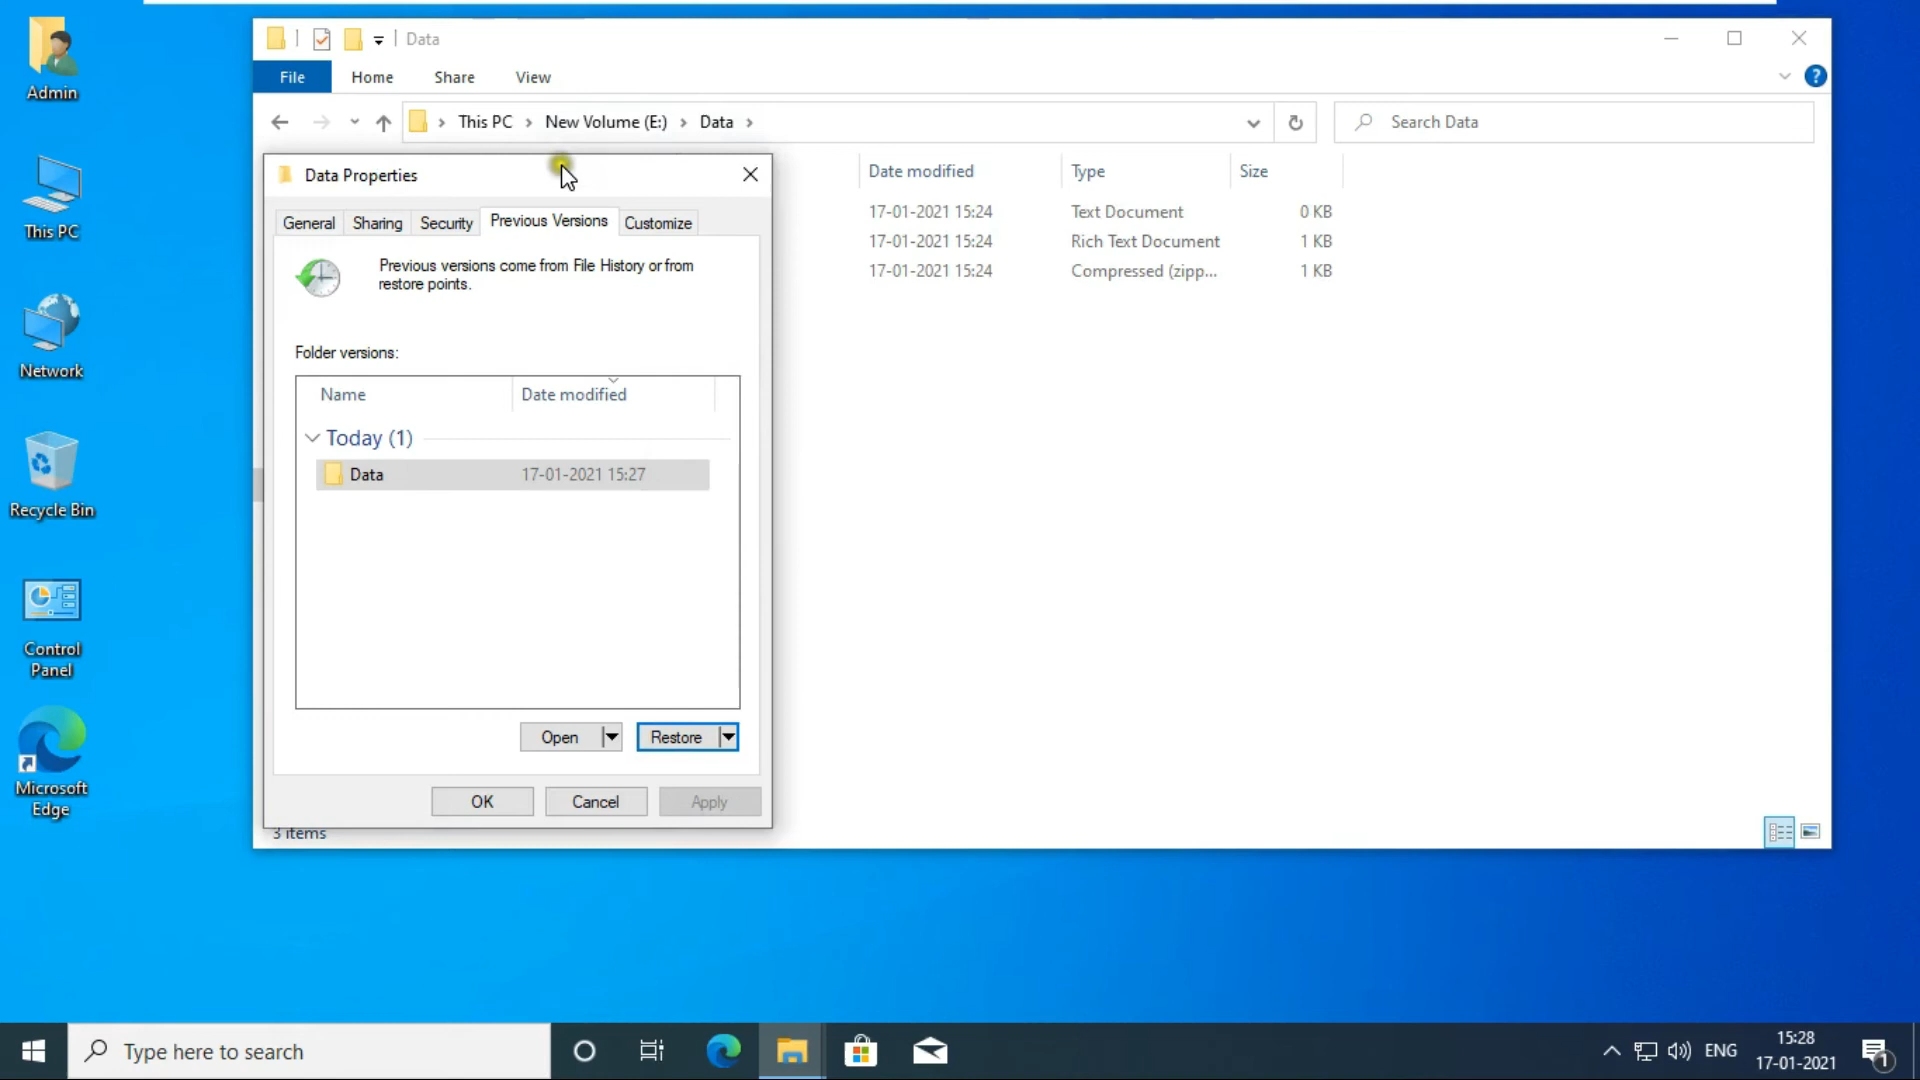 Admin
This PC
Network
Recycle Bin
Control
Panel
Microsoft
Edge
Data
File
Home
Share
View
?
This PC
New Volume (E:)
Data
Search Data
Date modified
Type
Size
17-01-2021 15:24
Text Document
0 KB
17-01-2021 15:24
Rich Text Document
1 KB
17-01-2021 15:24
Compressed (zipp...
1 KB
Data Properties
General
Sharing
Security
Previous Versions
Customize
Previous versions come from File History or from
restore points.
Folder versions:
Name
Date modified
Today (1)
Data
17-01-2021 15:27
Open
Restore
OK
Cancel
Apply
3 items
Type here to search
ENG
15:28
17-01-2021
1